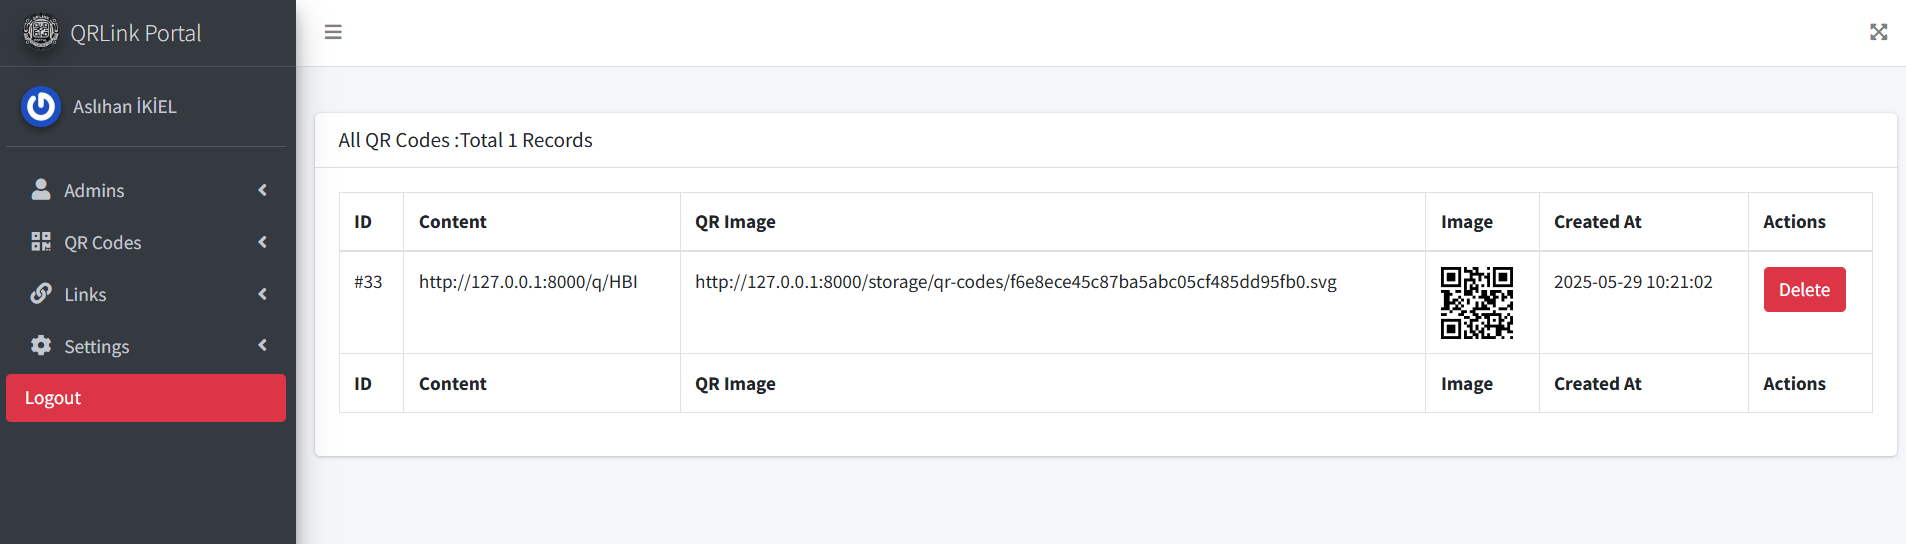 QRLink Portal
Aslıhan İKİEL
Admins
QR Codes
Links
Settings
Logout
All QR Codes :Total 1 Records
ID Content QR Image Image Created At Actions
#33 http://127.0.0.1:8000/q/HBI http://127.0.0.1:8000/storage/qr-codes/f6e8ece45c87ba5abc05cf485dd95fb0.svg 2025-05-29 10:21:02 Delete
ID Content QR Image Image Created At Actions